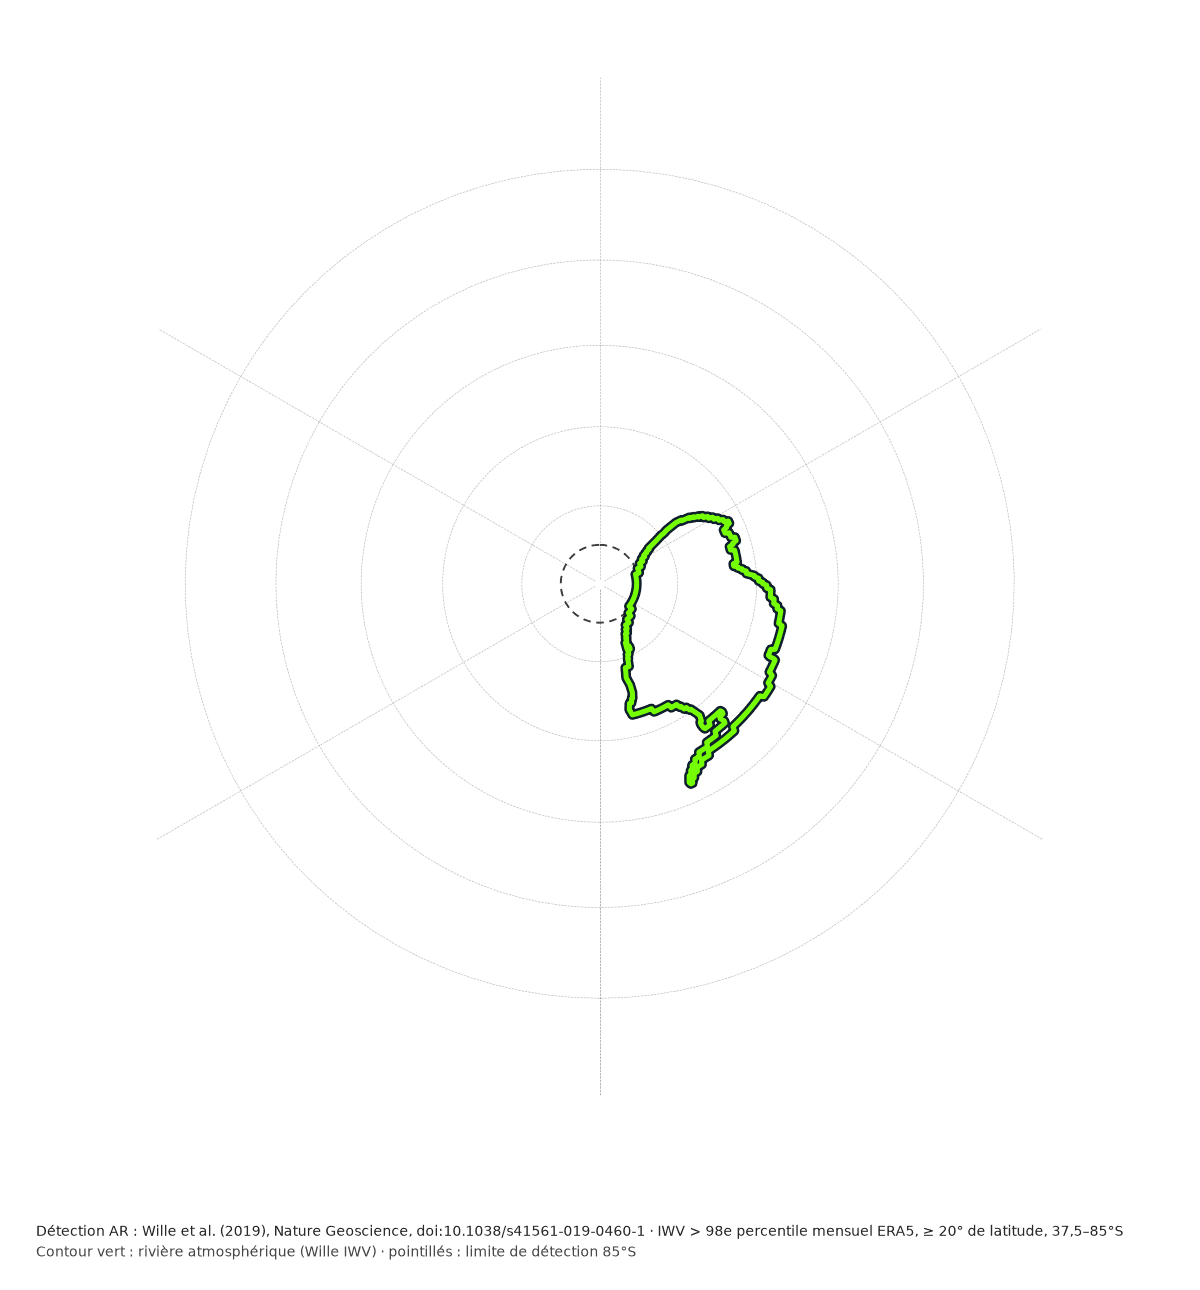 Détection AR : Wille et al. (2019), Nature Geoscience, doi:10.1038/s41561-019-0460-1 · IWV > 98e percentile mensuel ERA5, ≥ 20° de latitude, 37,5–85°S
Contour vert : rivière atmosphérique (Wille IWV) · pointillés : limite de détection 85°S